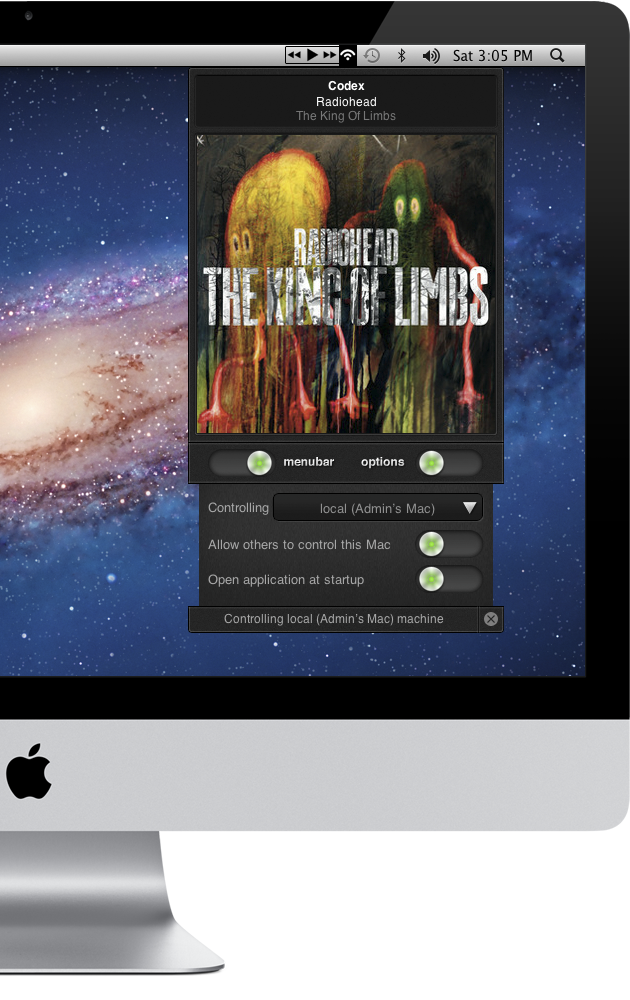 Sat 3:05 PM
Codex
Radiohead
The King Of Limbs
RADIOHEAD
THE KING OF LIMBS
menubar options
Controlling local (Admin's Mac)
Allow others to control this Mac
Open application at startup
Controlling local (Admin's Mac) machine